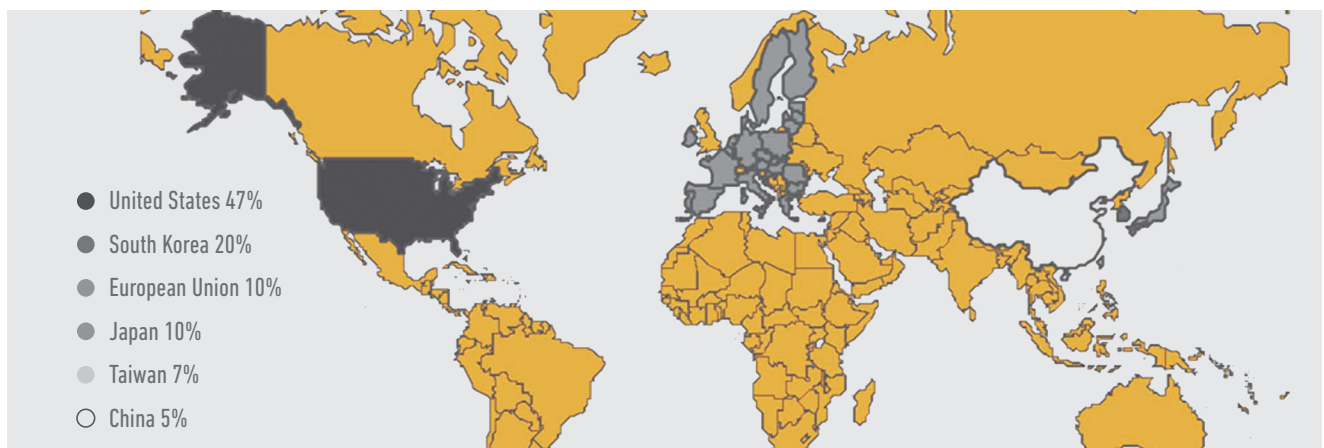 United States 47%
South Korea 20%
European Union 10%
Japan 10%
Taiwan 7%
China 5%